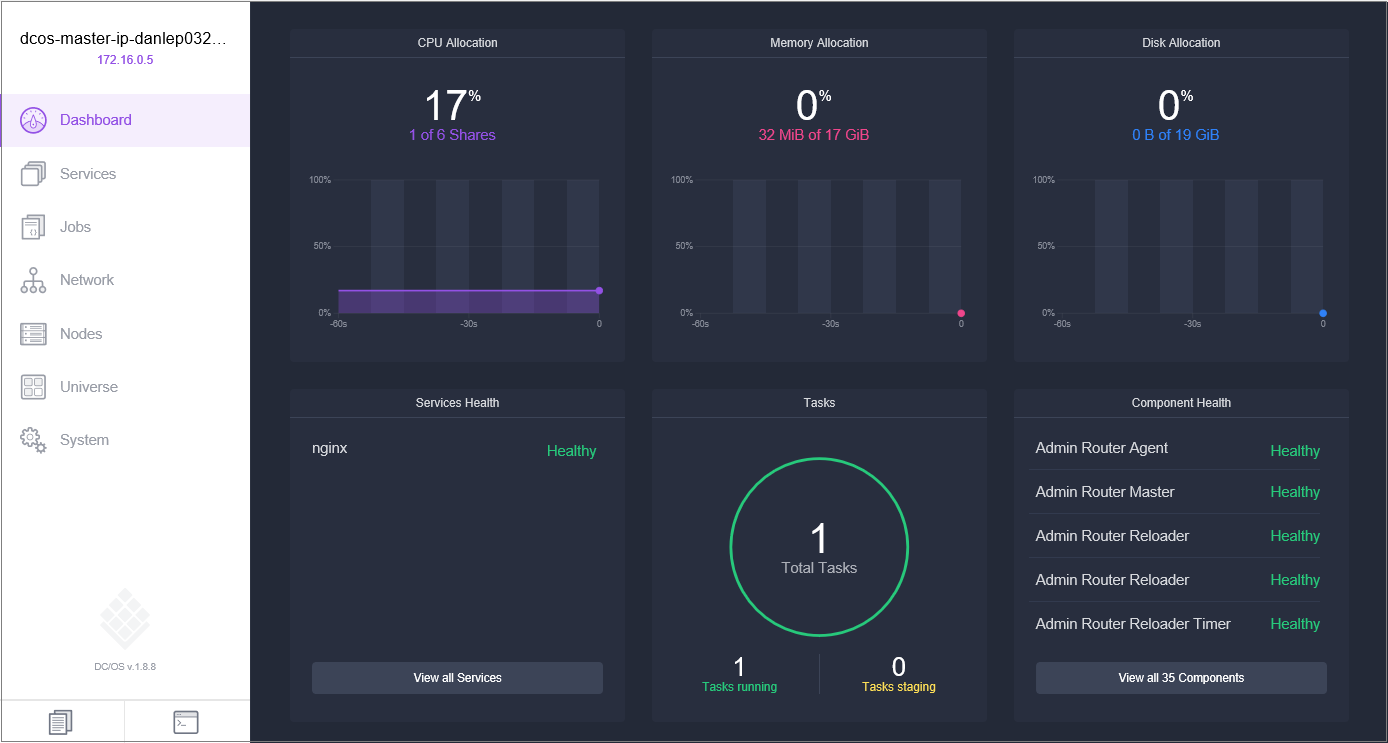 dcos-master-ip-danlep032…
172.16.0.5
Dashboard
Services
Jobs
Network
Nodes
Universe
System
DC/OS v.1.8.8
CPU Allocation
17%
1 of 6 Shares
100%
50%
0%
-60s
-30s
0
Memory Allocation
0%
32 MiB of 17 GiB
100%
50%
0%
-60s
-30s
0
Disk Allocation
0%
0 B of 19 GiB
100%
50%
0%
-60s
-30s
0
Services Health
nginx Healthy
View all Services
Tasks
1
Total Tasks
1
Tasks running
0
Tasks staging
Component Health
Admin Router Agent Healthy
Admin Router Master Healthy
Admin Router Reloader Healthy
Admin Router Reloader Healthy
Admin Router Reloader Timer Healthy
View all 35 Components